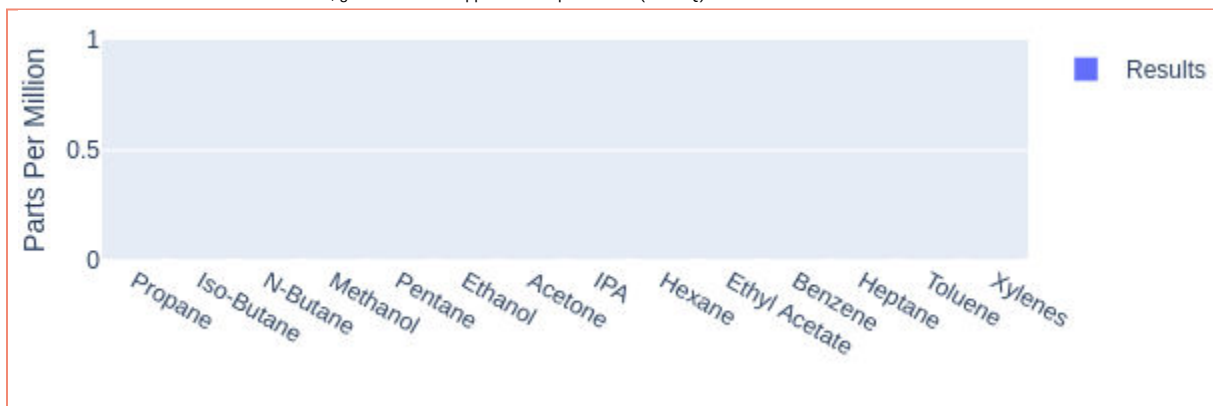 Parts Per Million
1
0.5
0
Propane
Iso-Butane
N-Butane
Methanol
Pentane
Ethanol
Acetone
IPA
Hexane
Ethyl Acetate
Benzene
Heptane
Toluene
Xylenes
Results